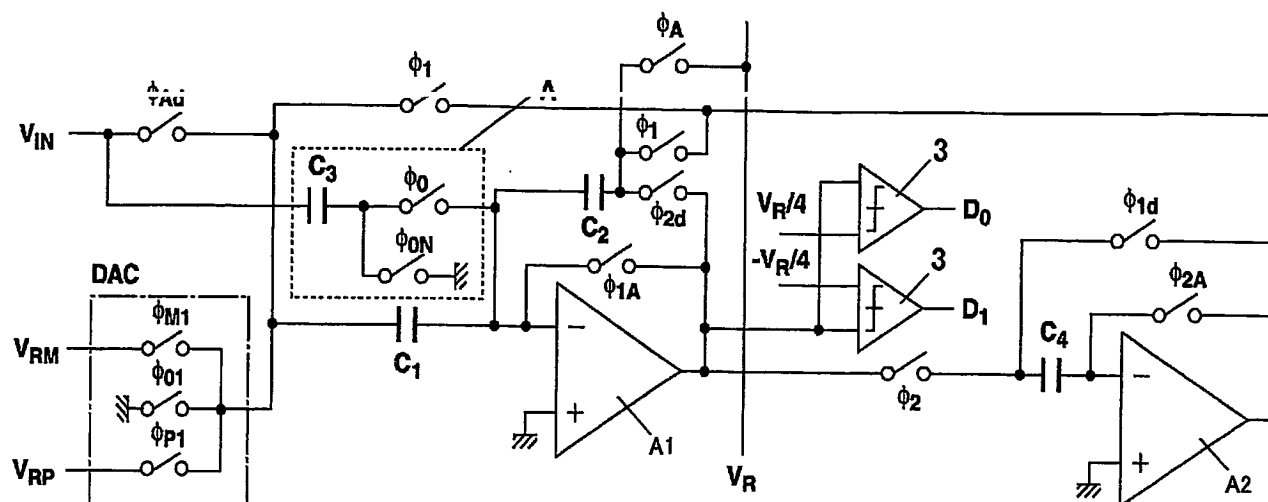 ϕA
ϕ1
A
ϕAd
VIN
ϕ1
3
C3
ϕ0
VR/4
D0
C2
ϕ2d
ϕ1d
ϕ0N
-VR/4
3
DAC
ϕ1A
ϕ2A
ϕM1
D1
C4
VRM
C1
−
ϕ01
ϕ2
−
ϕP1
+
A1
VRP
VR
+
A2